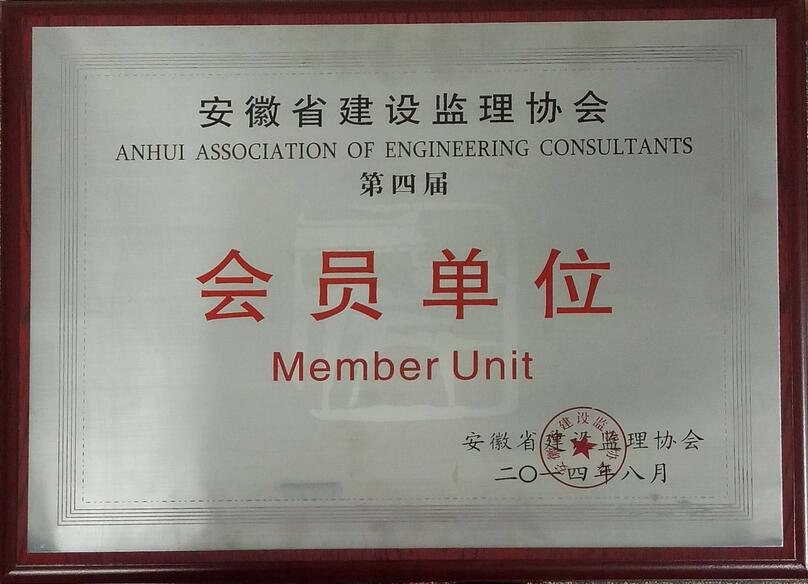 安徽省建设监理协会
ANHUI ASSOCIATION OF ENGINEERING CONSULTANTS
第四届
会员单位
Member Unit
安徽省建设监理协会
二〇一四年八月